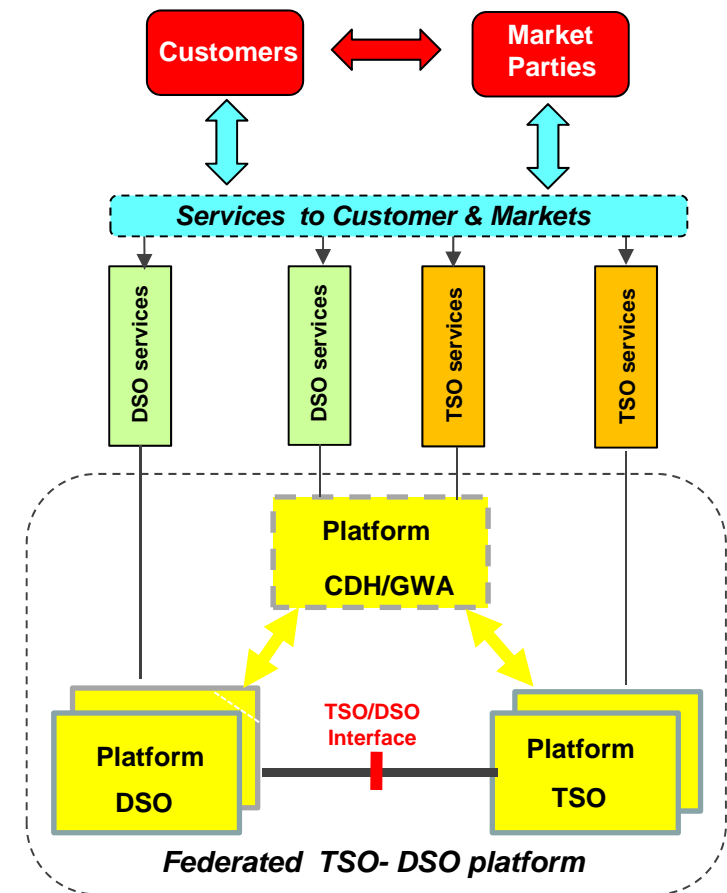 Customers
Market
Parties
Services to Customer & Markets
DSO services
DSO services
TSO services
TSO services
Platform
CDH/GWA
TSO/DSO
Interface
Platform
DSO
Platform
TSO
Federated TSO- DSO platform